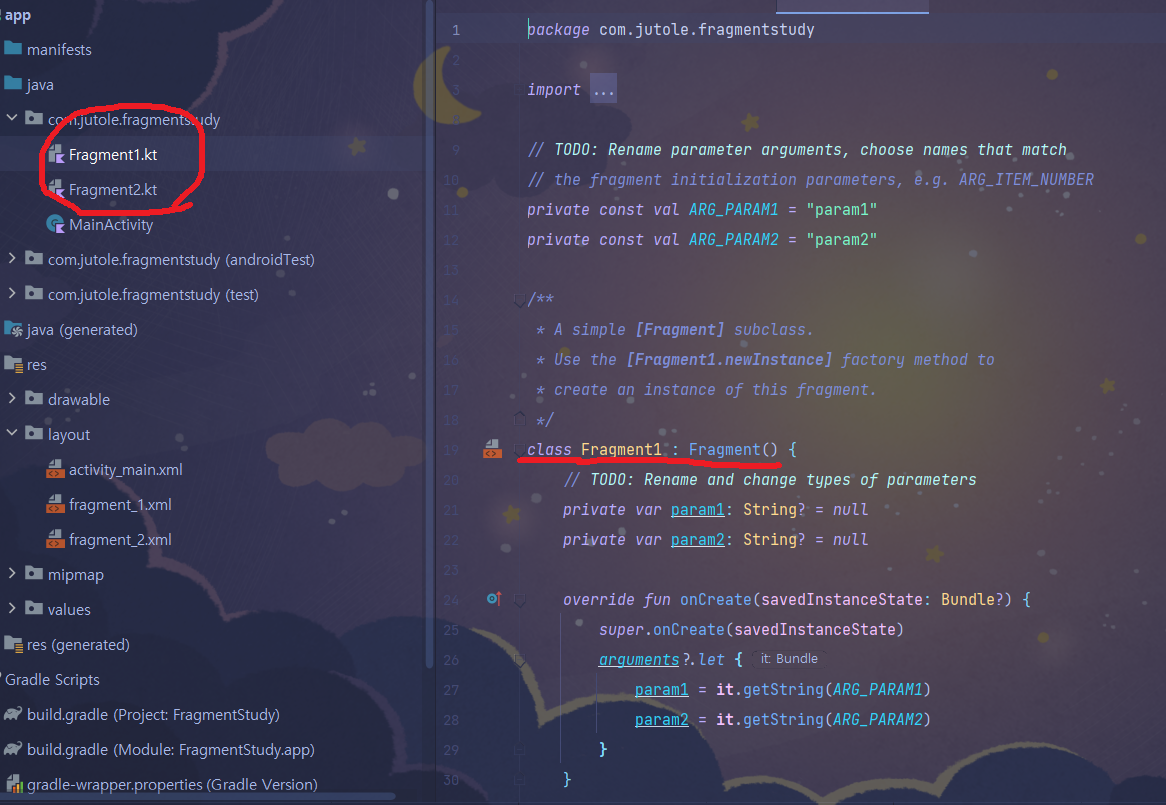 app
manifests
java
com.jutole.fragmentstudy
Fragment1.kt
Fragment2.kt
MainActivity
com.jutole.fragmentstudy (androidTest)
com.jutole.fragmentstudy (test)
java (generated)
res
drawable
layout
activity_main.xml
fragment_1.xml
fragment_2.xml
mipmap
values
res (generated)
Gradle Scripts
build.gradle (Project: FragmentStudy)
build.gradle (Module: FragmentStudy.app)
gradle-wrapper.properties (Gradle Version)
1 package com.jutole.fragmentstudy
2
3 import ...
8
9 // TODO: Rename parameter arguments, choose names that match
10 // the fragment initialization parameters, e.g. ARG_ITEM_NUMBER
11 private const val ARG_PARAM1 = "param1"
12 private const val ARG_PARAM2 = "param2"
13
14 /**
15 * A simple [Fragment] subclass.
16 * Use the [Fragment1.newInstance] factory method to
17 * create an instance of this fragment.
18 */
19 class Fragment1 : Fragment() {
20 // TODO: Rename and change types of parameters
21 private var param1: String? = null
22 private var param2: String? = null
23
24 override fun onCreate(savedInstanceState: Bundle?) {
25 super.onCreate(savedInstanceState)
26 arguments?.let { it: Bundle
27 param1 = it.getString(ARG_PARAM1)
28 param2 = it.getString(ARG_PARAM2)
29 }
30 }